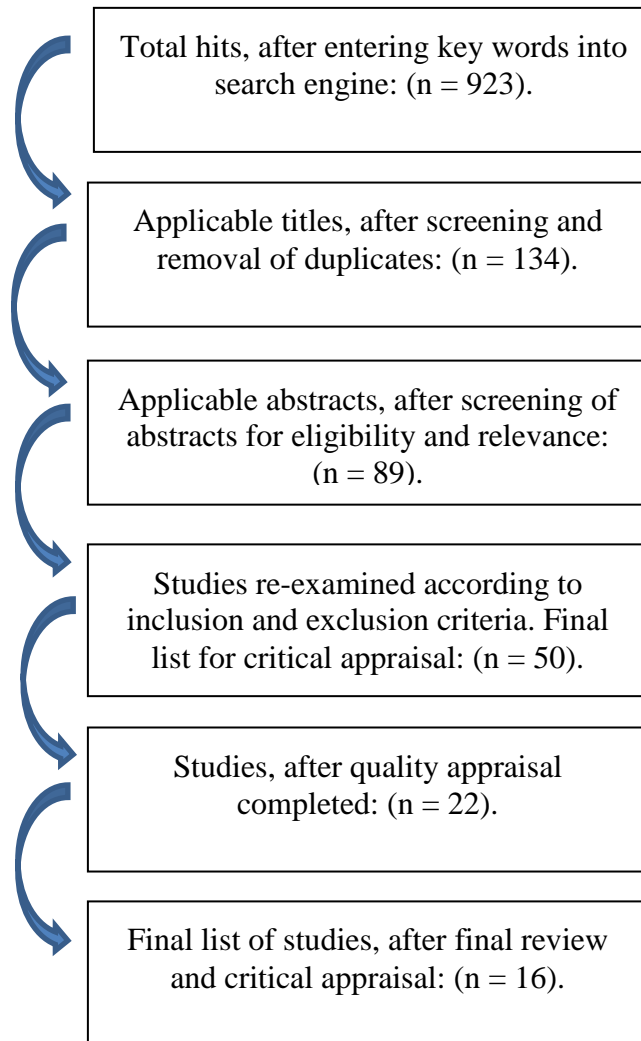 Total hits, after entering key words into
search engine: (n = 923).
Applicable titles, after screening and
removal of duplicates: (n = 134).
Applicable abstracts, after screening of
abstracts for eligibility and relevance:
(n = 89).
Studies re-examined according to
inclusion and exclusion criteria. Final
list for critical appraisal: (n = 50).
Studies, after quality appraisal
completed: (n = 22).
Final list of studies, after final review
and critical appraisal: (n = 16).